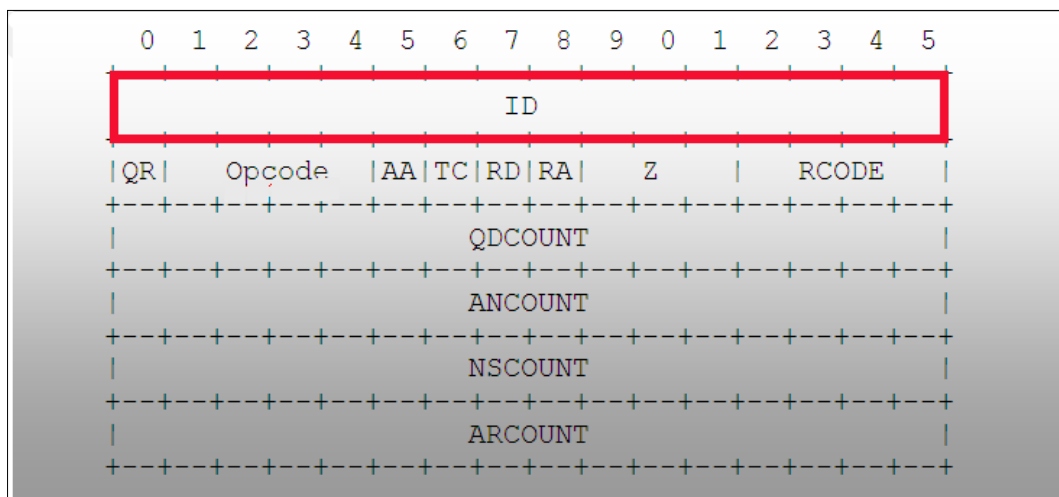 0 1 2 3 4 5 6 7 8 9 0 1 2 3 4 5
ID
|QR| Opcode |AA|TC|RD|RA| Z | RCODE |
+--+--+--+--+--+--+--+--+--+--+--+--+--+--+--+--+
| QDCOUNT |
+--+--+--+--+--+--+--+--+--+--+--+--+--+--+--+--+
| ANCOUNT |
+--+--+--+--+--+--+--+--+--+--+--+--+--+--+--+--+
| NSCOUNT |
+--+--+--+--+--+--+--+--+--+--+--+--+--+--+--+--+
| ARCOUNT |
+--+--+--+--+--+--+--+--+--+--+--+--+--+--+--+--+